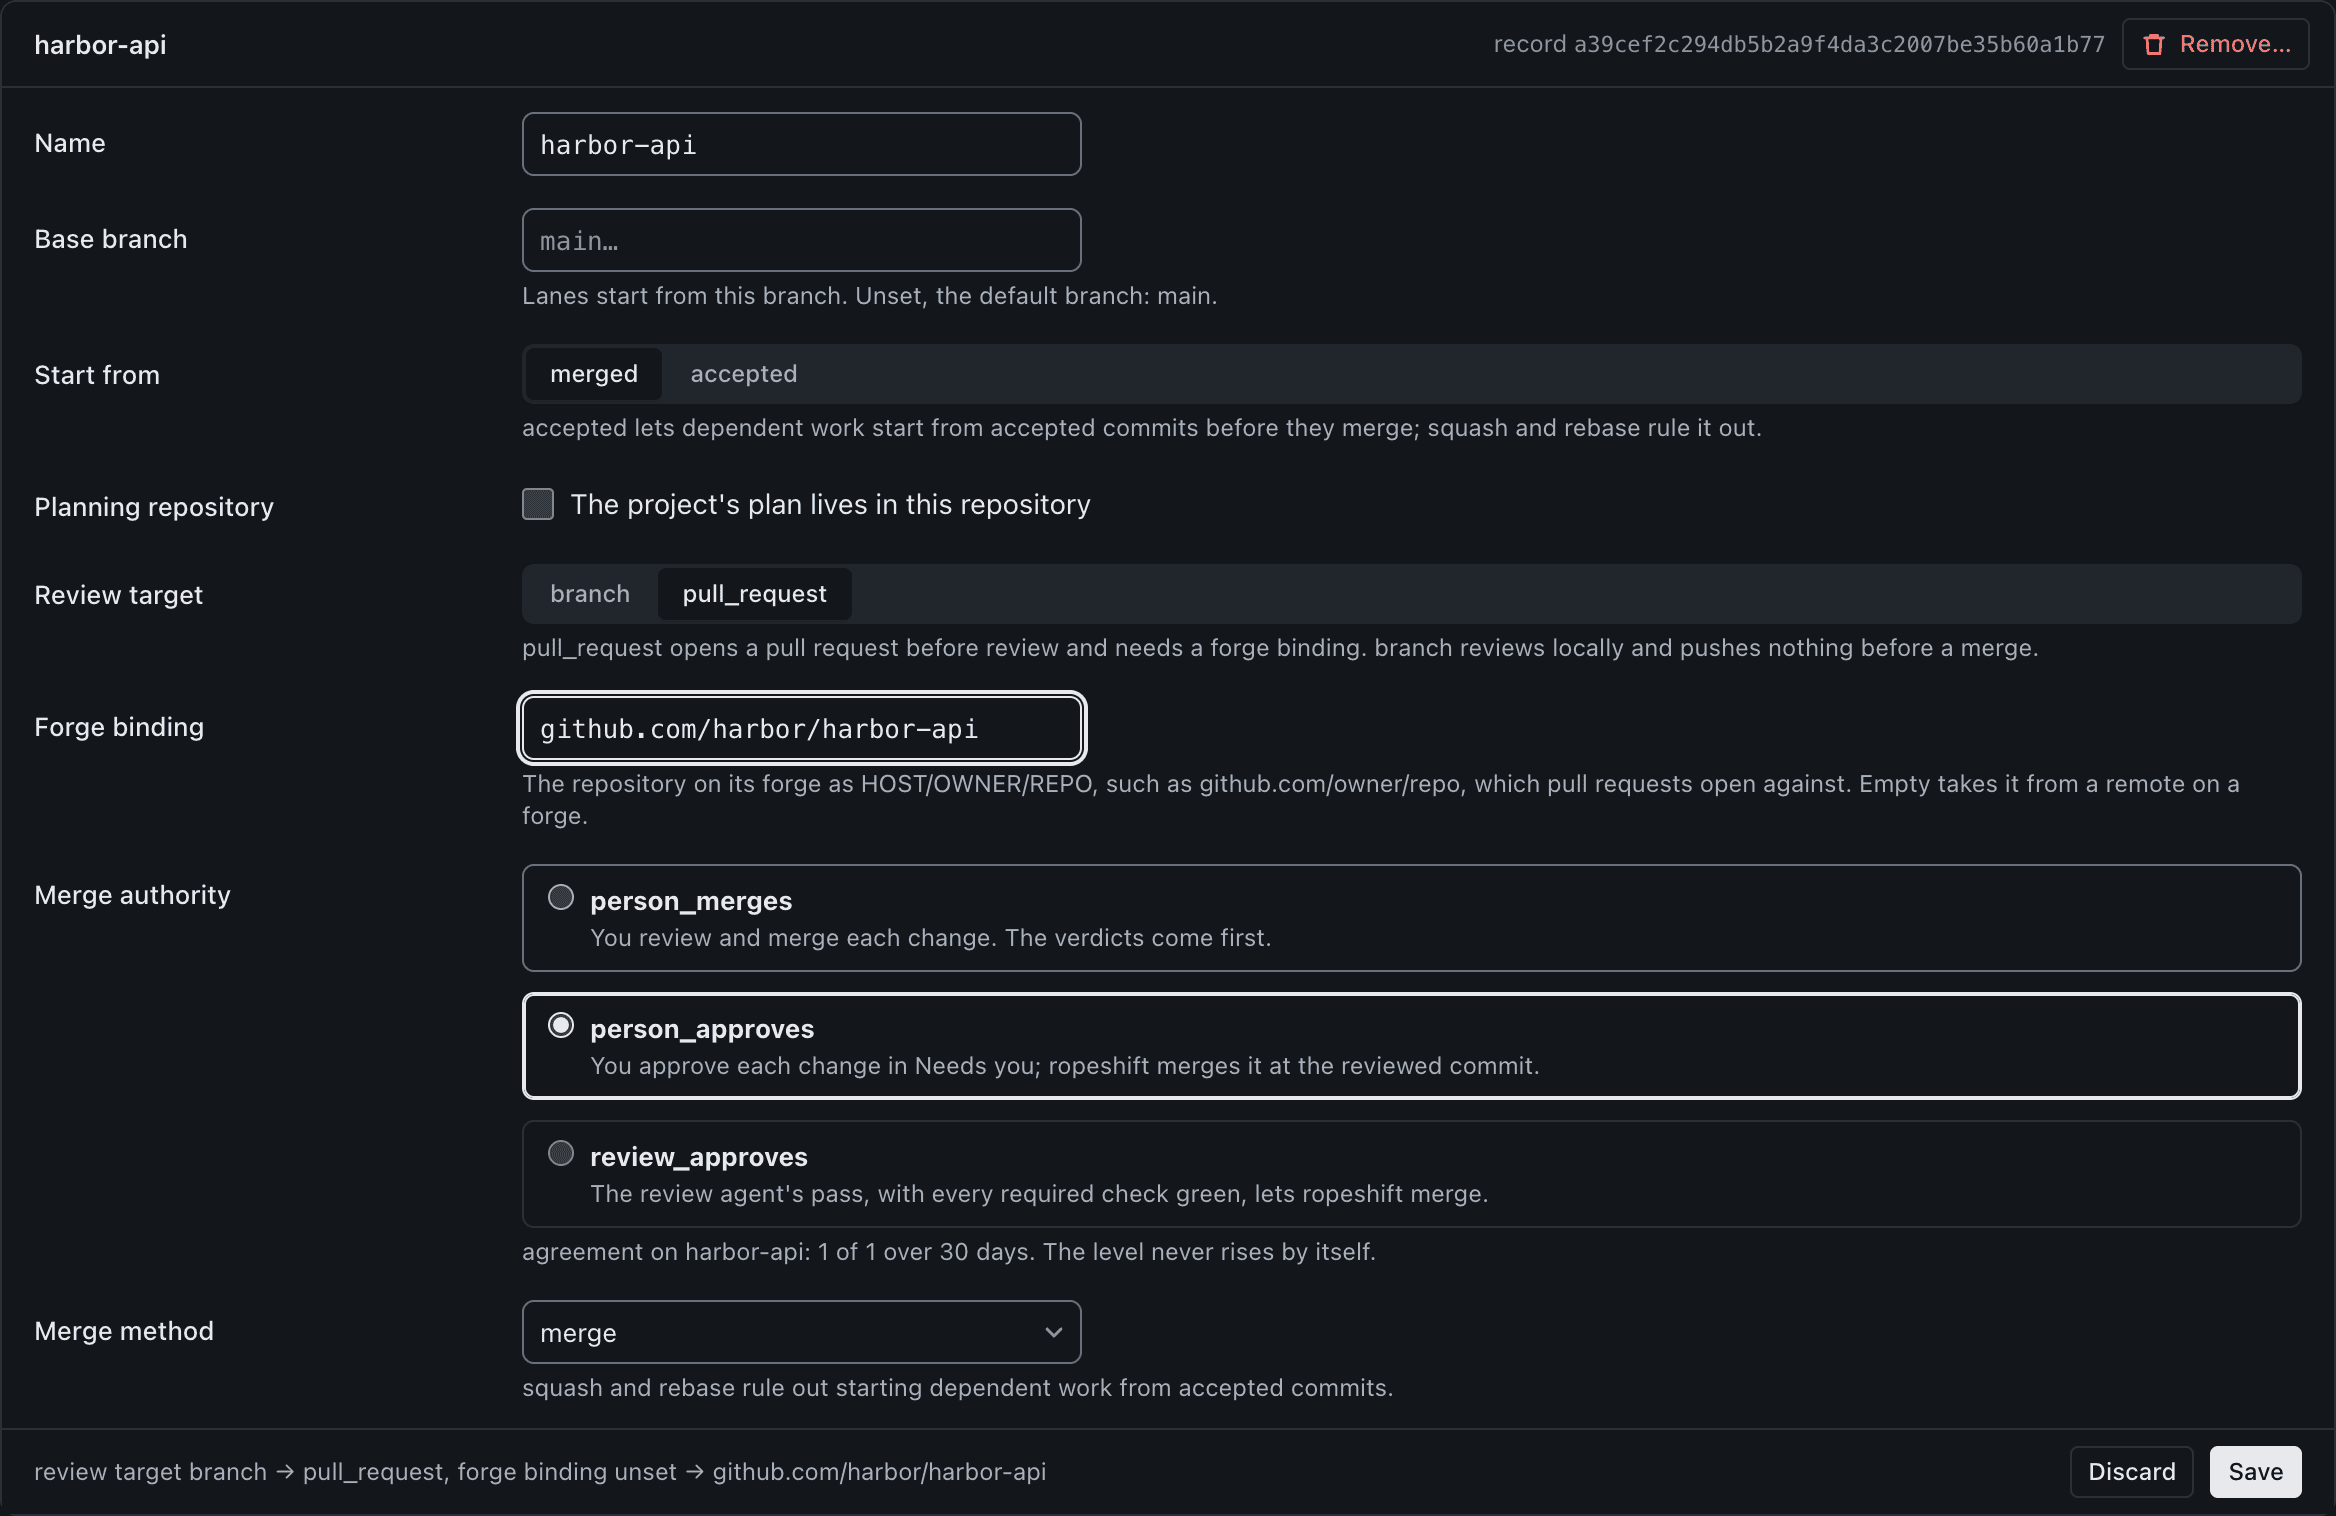 harbor-api
record a39cef2c294db5b2a9f4da3c2007be35b60a1b77
Remove...
Name
harbor-api
Base branch
main…
Lanes start from this branch. Unset, the default branch: main.
Start from
merged
accepted
accepted lets dependent work start from accepted commits before they merge; squash and rebase rule it out.
Planning repository
The project's plan lives in this repository
Review target
branch
pull_request
pull_request opens a pull request before review and needs a forge binding. branch reviews locally and pushes nothing before a merge.
Forge binding
github.com/harbor/harbor-api
The repository on its forge as HOST/OWNER/REPO, such as github.com/owner/repo, which pull requests open against. Empty takes it from a remote on a
forge.
Merge authority
person_merges
You review and merge each change. The verdicts come first.
person_approves
You approve each change in Needs you; ropeshift merges it at the reviewed commit.
review_approves
The review agent's pass, with every required check green, lets ropeshift merge.
agreement on harbor-api: 1 of 1 over 30 days. The level never rises by itself.
Merge method
merge
squash and rebase rule out starting dependent work from accepted commits.
review target branch → pull_request, forge binding unset → github.com/harbor/harbor-api
Discard
Save